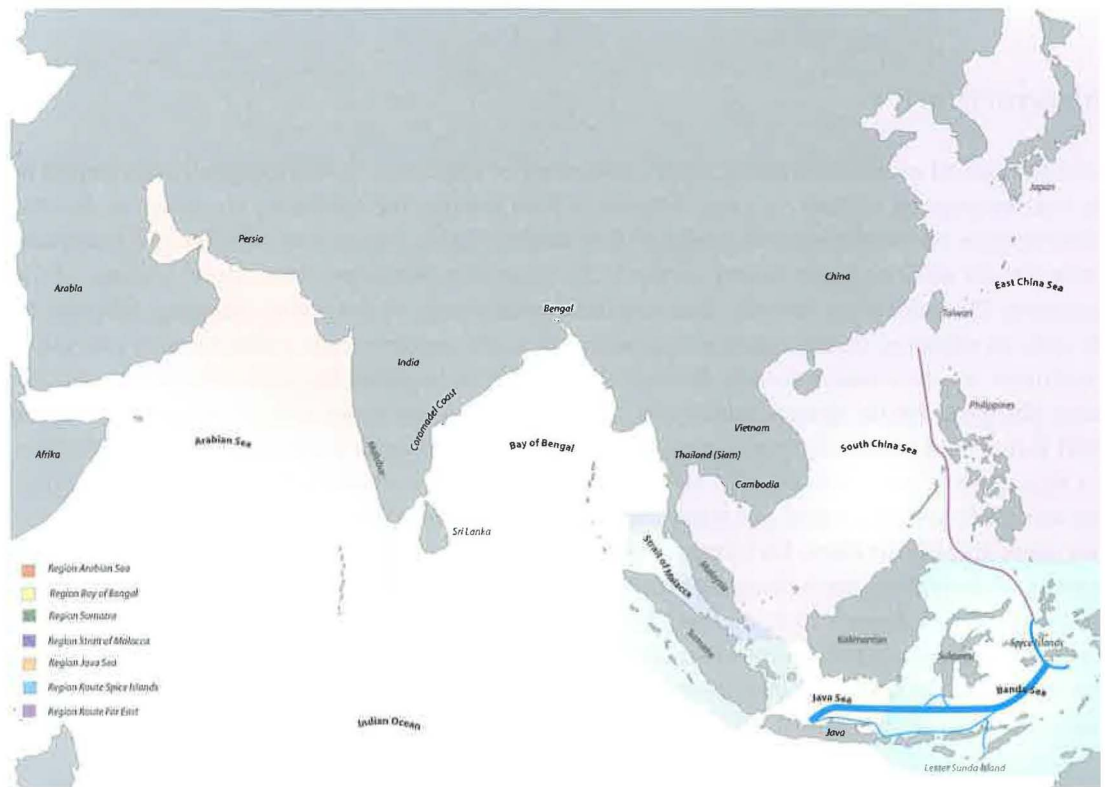 Japan
Persia
East China Sea
China
Arabia
Bengal
Taiwan
India
Coromadel Coast
Philippines
Vietnam
Arabian Sea
Bay of Bengal
South China Sea
Afrika
Malabar
Thailand (Siam)
Cambodia
Sri Lanka
Strait of Malacca
Malaysia
Region Arabian Sea
Region Bay of Bangal
Region Sumatra
Sumatra
Kalimantan
Sulawesi
Spice Islands
Region Strait of Malacca
Region Java Sea
Region Route Spice Islands
Banda Sea
Java Sea
Region Route Far East
Indian Ocean
Java
Lesser Sunda Island